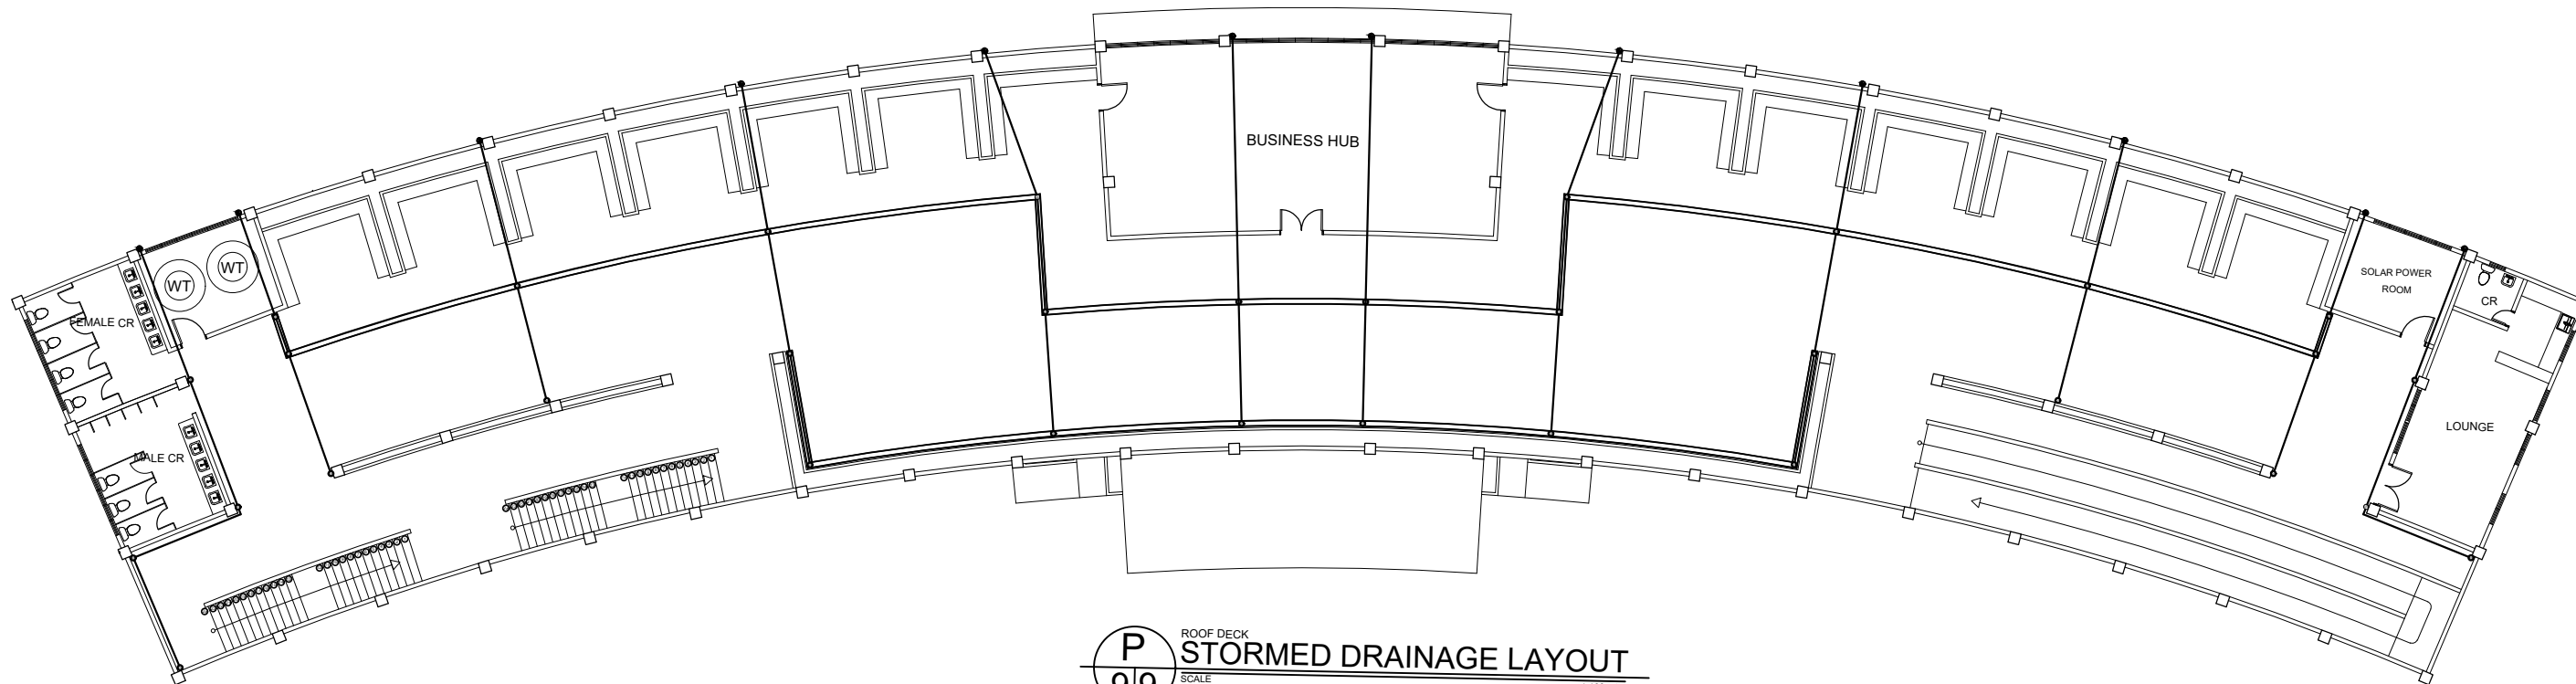 BUSINESS HUB
WT
WT
FEMALE CR
MALE CR
SOLAR POWER
ROOM
CR
LOUNGE
P
ROOF DECK
STORMED DRAINAGE LAYOUT
SCALE